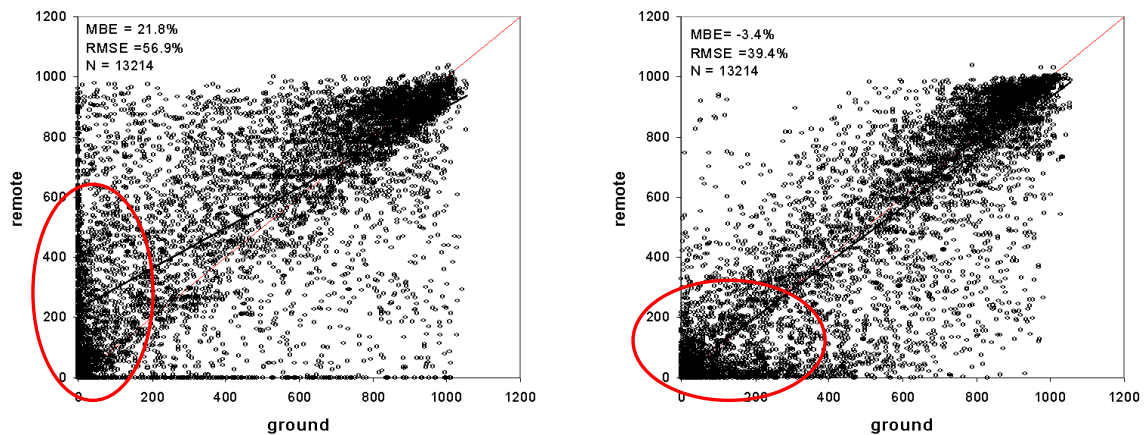 1200
MBE = 21.8%
RMSE =56.9%
N = 13214
1000
800
600
400
200
0
remote
0 200 400 600 800 1000 1200
ground
1200
MBE= -3.4%
RMSE =39.4%
N = 13214
1000
800
600
400
200
0
remote
0 200 400 600 800 1000 1200
ground